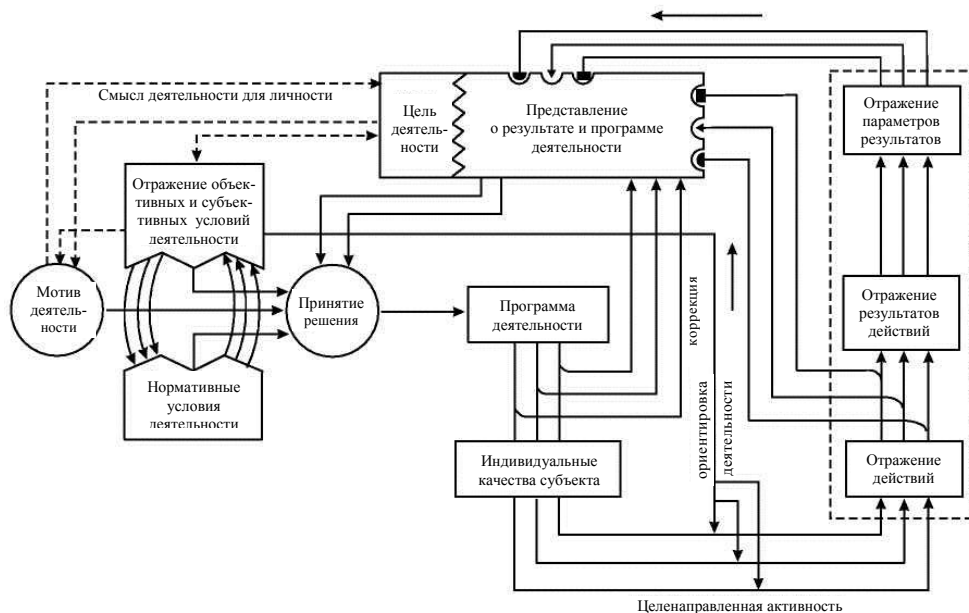 Смысл деятельности для личности
Цель
деятель-
ности
Представление
о результате и программе
деятельности
Отражение
параметров
результатов
Отражение объек-
тивных и субъек-
тивных условий
деятельности
Мотив
деятель-
ности
Принятие
решения
Программа
деятельности
коррекция
Отражение
результатов
действий
Нормативные
условия
деятельности
Индивидуальные
качества субъекта
ориентировка
деятельности
Отражение
действий
Целенаправленная активность